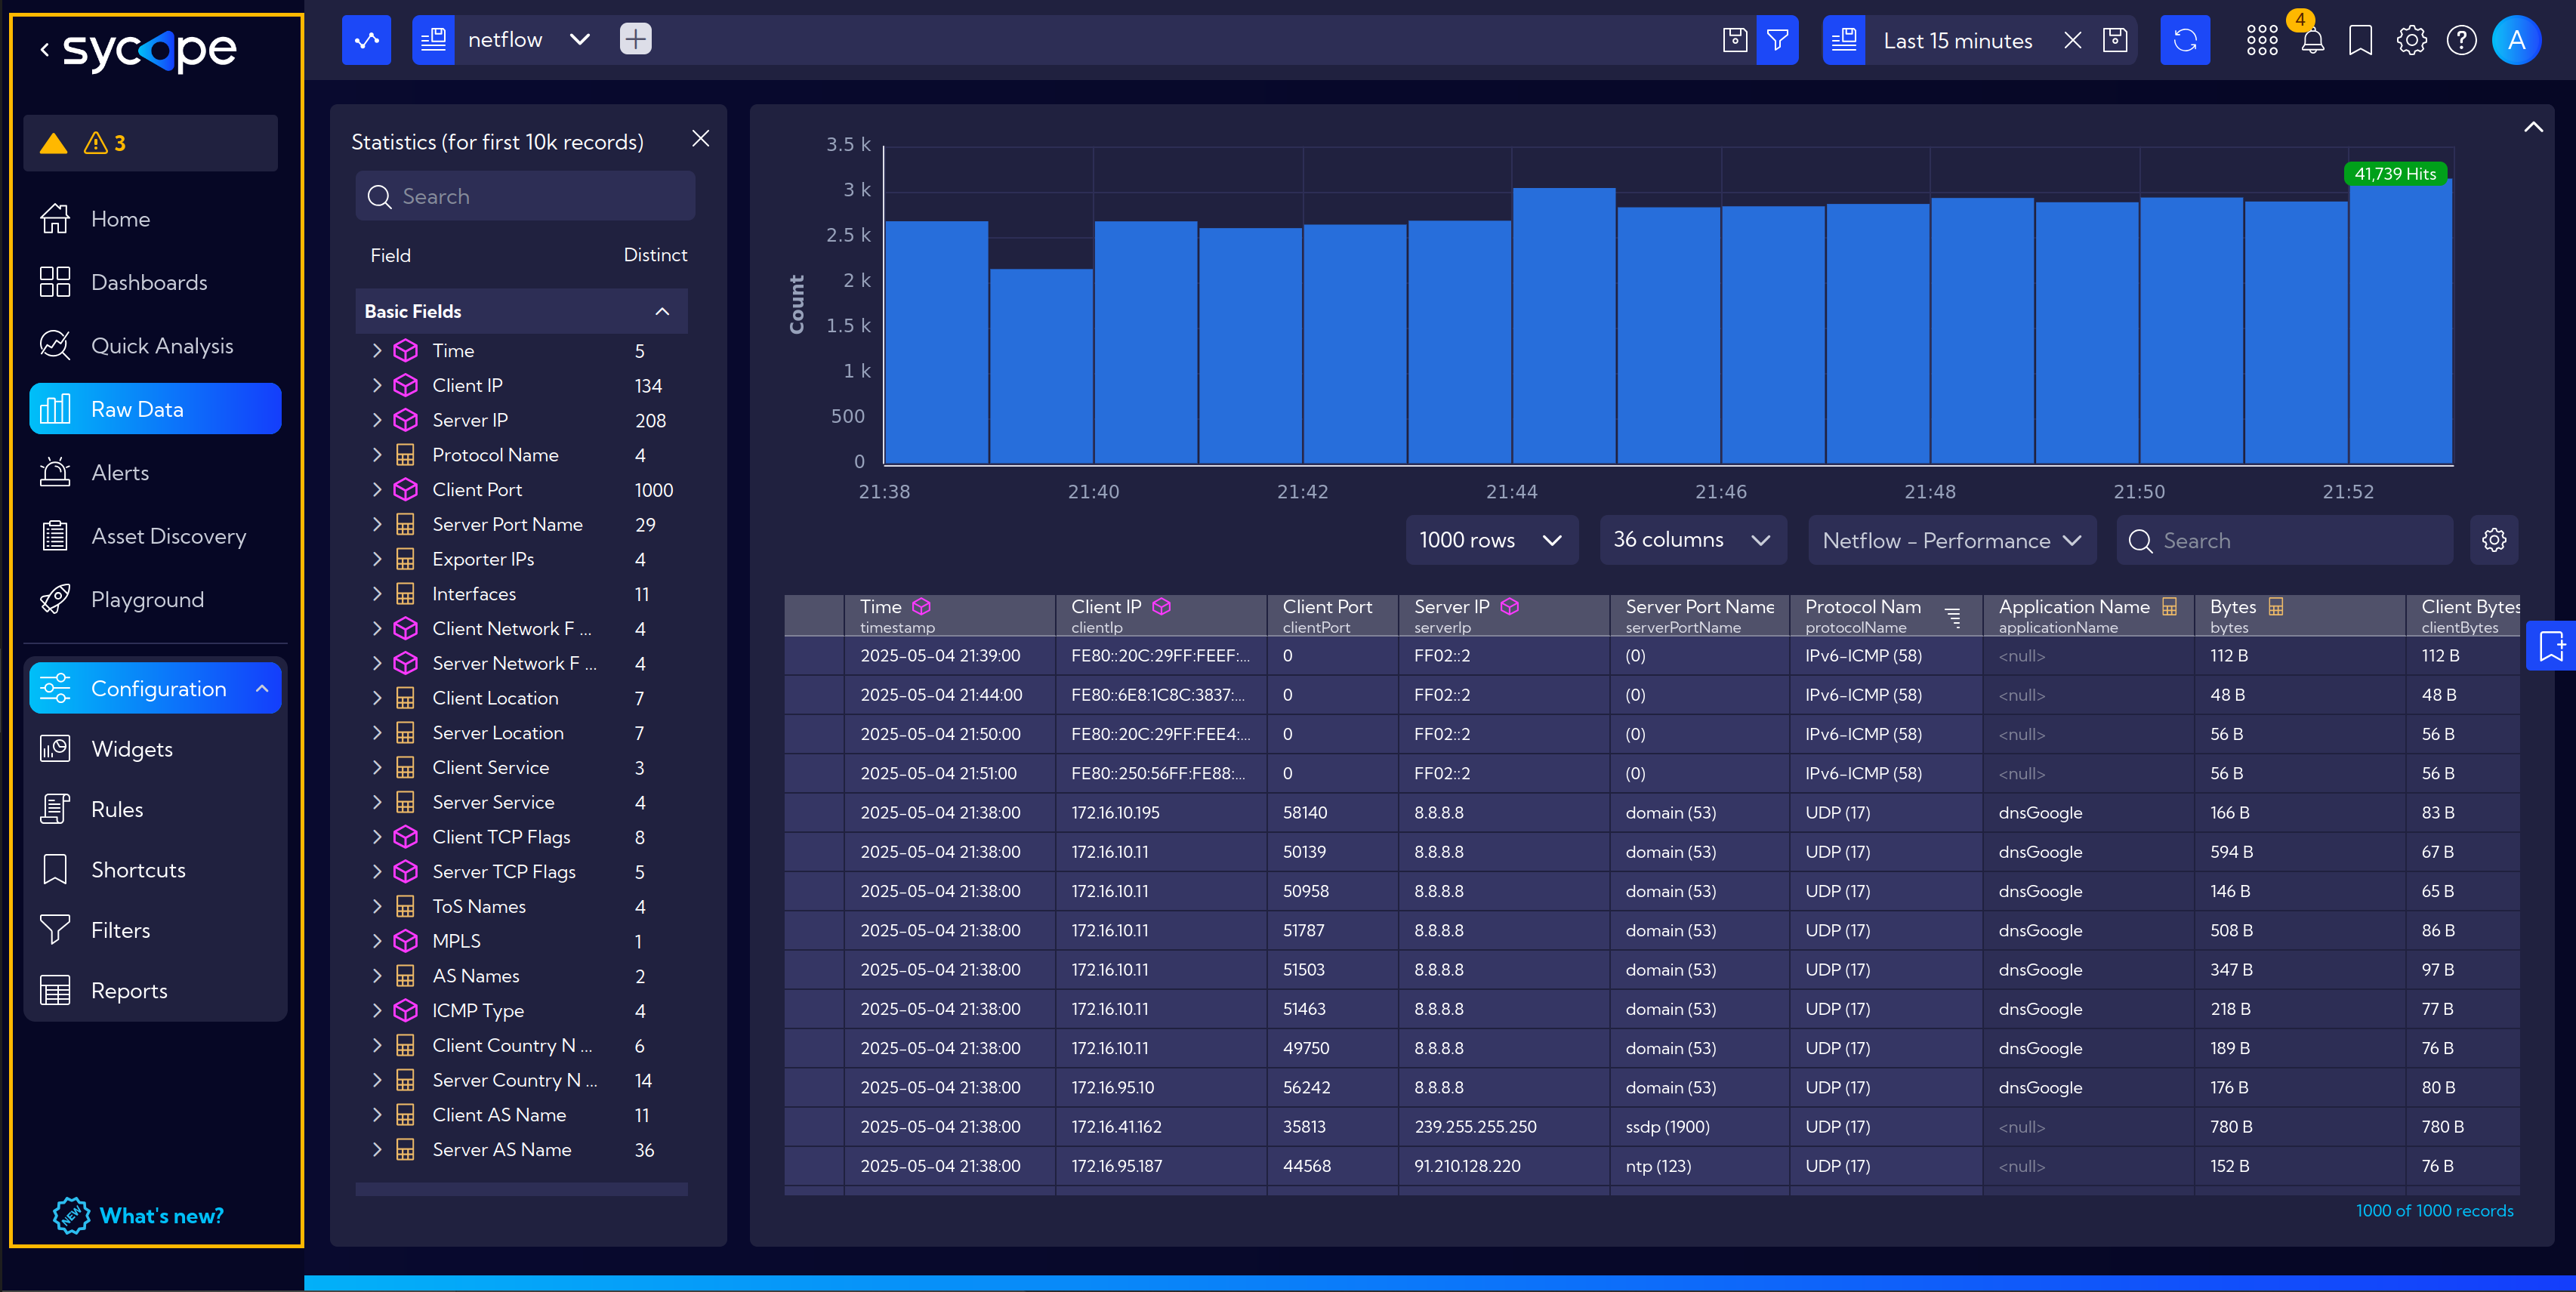 sycope
3
Home
Dashboards
Quick Analysis
Raw Data
Alerts
Asset Discovery
Playground
Configuration
Widgets
Rules
Shortcuts
Filters
Reports
NEW
What's new?
netflow
Last 15 minutes
4
A
Statistics (for first 10k records)
Search
Field Distinct
Basic Fields
Time 5
Client IP 134
Server IP 208
Protocol Name 4
Client Port 1000
Server Port Name 29
Exporter IPs 4
Interfaces 11
Client Network F ... 4
Server Network F ... 4
Client Location 7
Server Location 7
Client Service 3
Server Service 4
Client TCP Flags 8
Server TCP Flags 5
ToS Names 4
MPLS 1
AS Names 2
ICMP Type 4
Client Country N ... 6
Server Country N ... 14
Client AS Name 11
Server AS Name 36
Count
3.5 k
3 k
2.5 k
2 k
1.5 k
1 k
500
0
41,739 Hits
21:38 21:40 21:42 21:44 21:46 21:48 21:50 21:52
1000 rows 36 columns Netflow - Performance Search
Time Client IP Client Port Server IP Server Port Name Protocol Nam Application Name Bytes Client Bytes
timestamp clientIp clientPort serverIp serverPortName protocolName applicationName bytes clientBytes
2025-05-04 21:39:00 FE80::20C:29FF:FEEF:... 0 FF02::2 (0) IPv6-ICMP (58) <null> 112 B 112 B
2025-05-04 21:44:00 FE80::6E8:1C8C:3837:... 0 FF02::2 (0) IPv6-ICMP (58) <null> 48 B 48 B
2025-05-04 21:50:00 FE80::20C:29FF:FEE4:... 0 FF02::2 (0) IPv6-ICMP (58) <null> 56 B 56 B
2025-05-04 21:51:00 FE80::250:56FF:FE88:... 0 FF02::2 (0) IPv6-ICMP (58) <null> 56 B 56 B
2025-05-04 21:38:00 172.16.10.195 58140 8.8.8.8 domain (53) UDP (17) dnsGoogle 166 B 83 B
2025-05-04 21:38:00 172.16.10.11 50139 8.8.8.8 domain (53) UDP (17) dnsGoogle 594 B 67 B
2025-05-04 21:38:00 172.16.10.11 50958 8.8.8.8 domain (53) UDP (17) dnsGoogle 146 B 65 B
2025-05-04 21:38:00 172.16.10.11 51787 8.8.8.8 domain (53) UDP (17) dnsGoogle 508 B 86 B
2025-05-04 21:38:00 172.16.10.11 51503 8.8.8.8 domain (53) UDP (17) dnsGoogle 347 B 97 B
2025-05-04 21:38:00 172.16.10.11 51463 8.8.8.8 domain (53) UDP (17) dnsGoogle 218 B 77 B
2025-05-04 21:38:00 172.16.10.11 49750 8.8.8.8 domain (53) UDP (17) dnsGoogle 189 B 76 B
2025-05-04 21:38:00 172.16.95.10 56242 8.8.8.8 domain (53) UDP (17) dnsGoogle 176 B 80 B
2025-05-04 21:38:00 172.16.41.162 35813 239.255.255.250 ssdp (1900) UDP (17) <null> 780 B 780 B
2025-05-04 21:38:00 172.16.95.187 44568 91.210.128.220 ntp (123) UDP (17) <null> 152 B 76 B
1000 of 1000 records